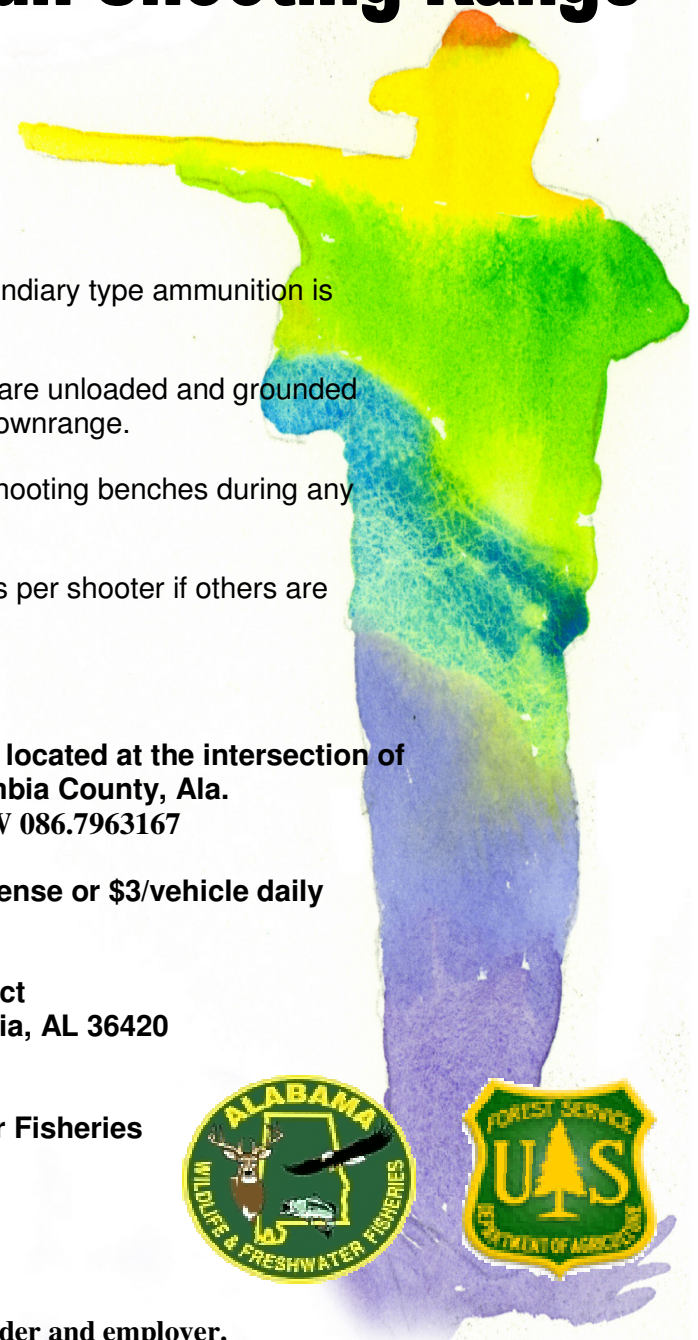 Shooting Range
ndiary type ammunition is
are unloaded and grounded
ownrange.
hooting benches during any
s per shooter if others are
located at the intersection of
nbia County, Ala.
W 086.7963167
ense or $3/vehicle daily
ct
ia, AL 36420
r Fisheries
ALABAMA
WILDLIFE & FRESHWATER FISHERIES
FOREST SERVICE
U S
DEPARTMENT OF AGRICULTURE
der and employer.